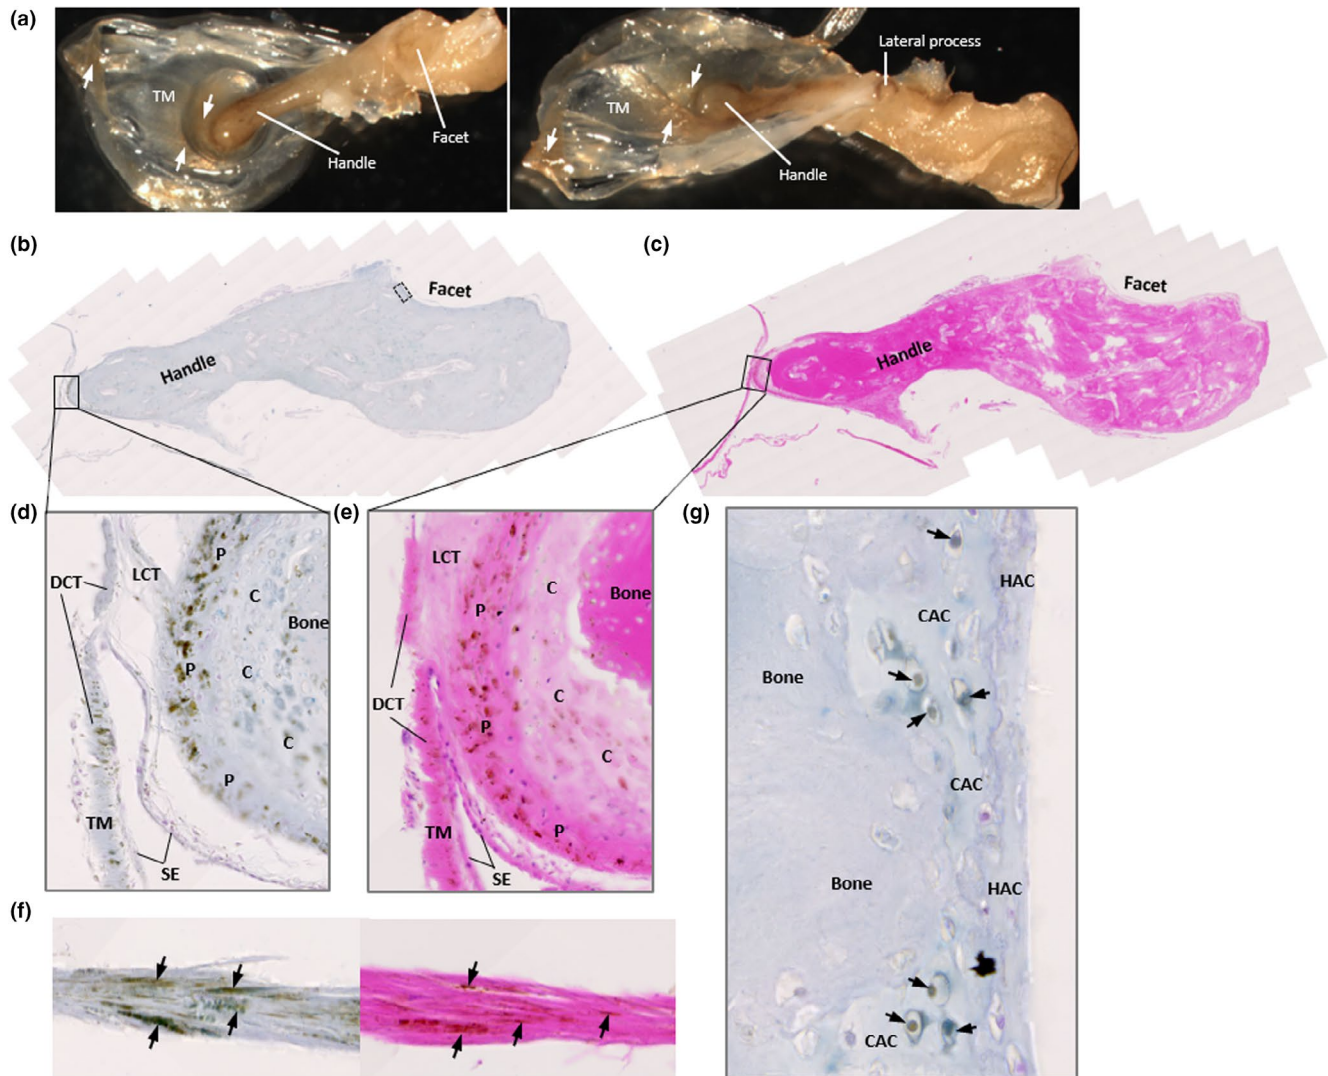 (a)
TM
Handle
Facet
TM
Lateral process
Handle
(b)
Handle
Facet
(c)
Handle
Facet
(d)
DCT
LCT
P
C
Bone
P
C
C
P
TM
SE
(e)
LCT
P
C
Bone
DCT
P
C
C
TM
P
SE
(f)
(g)
HAC
CAC
Bone
CAC
Bone
HAC
CAC